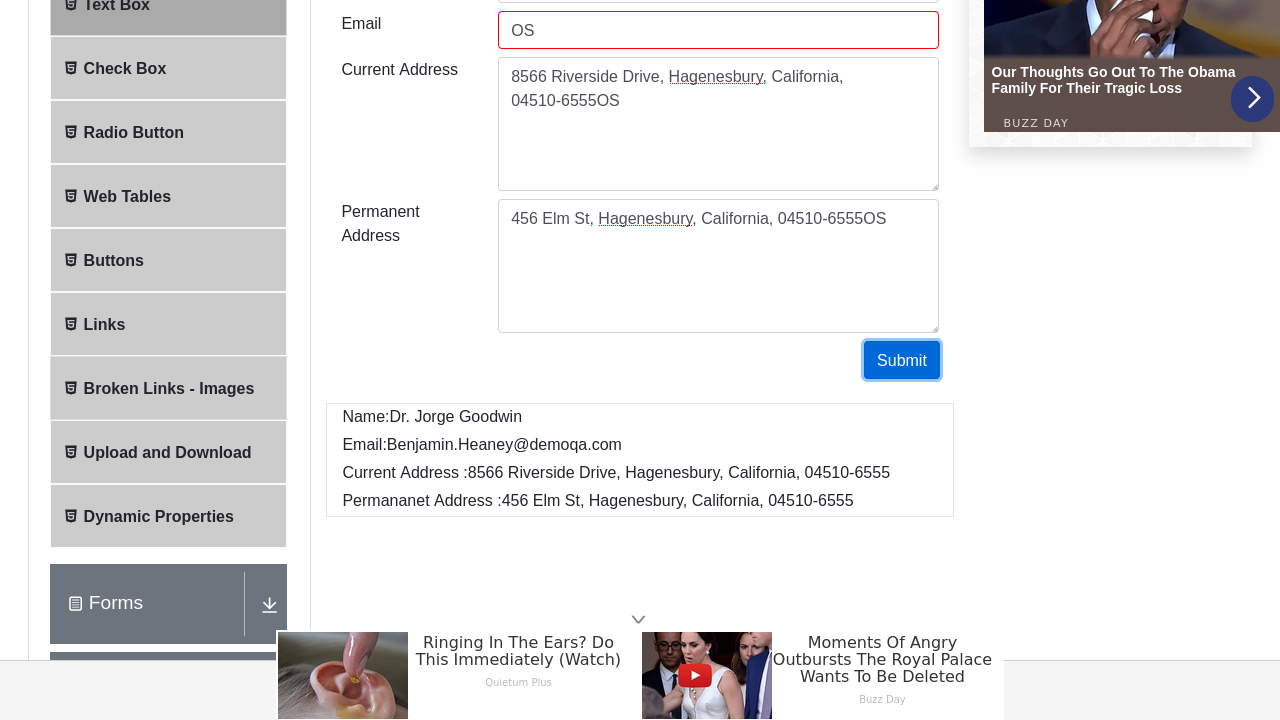 Text Box
Check Box
Radio Button
Web Tables
Buttons
Links
Broken Links - Images
Upload and Download
Dynamic Properties
Forms
Email
OS
Current Address
8566 Riverside Drive, Hagenesbury, California,
04510-6555OS
Permanent
Address
456 Elm St, Hagenesbury, California, 04510-6555OS
Submit
Name:Dr. Jorge Goodwin
Email:Benjamin.Heaney@demoqa.com
Current Address :8566 Riverside Drive, Hagenesbury, California, 04510-6555
Permananet Address :456 Elm St, Hagenesbury, California, 04510-6555
Our Thoughts Go Out To The Obama
Family For Their Tragic Loss
BUZZ DAY
Ringing In The Ears? Do
This Immediately (Watch)
Quietum Plus
Moments Of Angry
Outbursts The Royal Palace
Wants To Be Deleted
Buzz Day